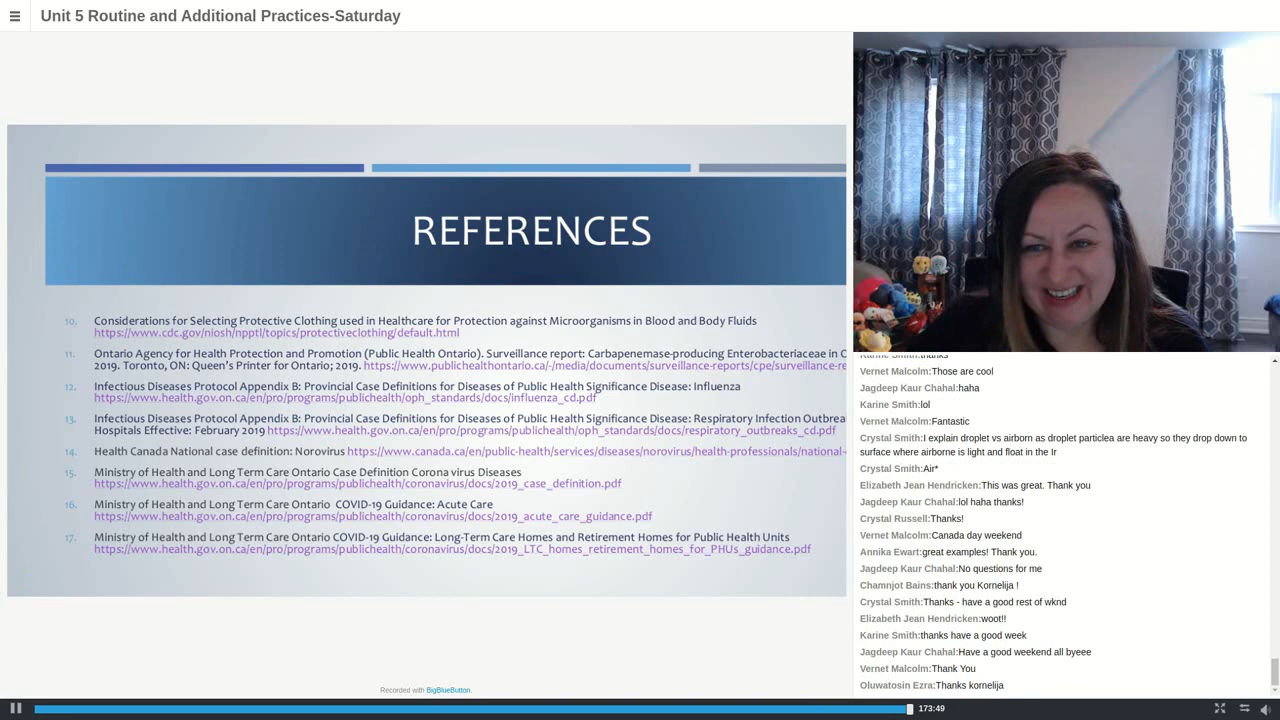 Unit 5 Routine and Additional Practices-Saturday
REFERENCES
10. Considerations for Selecting Protective Clothing used in Healthcare for Protection against Microorganisms in Blood and Body Fluids
https://www.cdc.gov/niosh/npptl/topics/protectiveclothing/default.html
11. Ontario Agency for Health Protection and Promotion (Public Health Ontario). Surveillance report: Carbapenemase-producing Enterobacteriaceae in
2019. Toronto, ON: Queen's Printer for Ontario; 2019. https://www.publichealthontario.ca/-/media/documents/surveillance-reports/cpe/surveillance-re
12. Infectious Diseases Protocol Appendix B: Provincial Case Definitions for Diseases of Public Health Significance Disease: Influenza
https://www.health.gov.on.ca/en/pro/programs/publichealth/oph_standards/docs/influenza_cd.pdf
13. Infectious Diseases Protocol Appendix B: Provincial Case Definitions for Diseases of Public Health Significance Disease: Respiratory Infection Outbrea
Hospitals Effective: February 2019 https://www.health.gov.on.ca/en/pro/programs/publichealth/oph_standards/docs/respiratory_outbreaks_cd.pdf
14. Health Canada National case definition: Norovirus https://www.canada.ca/en/public-health/services/diseases/norovirus/health-professionals/national-
15. Ministry of Health and Long Term Care Ontario Case Definition Corona virus Diseases
https://www.health.gov.on.ca/en/pro/programs/publichealth/coronavirus/docs/2019_case_definition.pdf
16. Ministry of Health and Long Term Care Ontario COVID-19 Guidance: Acute Care
https://www.health.gov.on.ca/en/pro/programs/publichealth/coronavirus/docs/2019_acute_care_guidance.pdf
17. Ministry of Health and Long Term Care Ontario COVID-19 Guidance: Long-Term Care Homes and Retirement Homes for Public Health Units
https://www.health.gov.on.ca/en/pro/programs/publichealth/coronavirus/docs/2019_LTC_homes_retirement_homes_for_PHUs_guidance.pdf
Recorded with BigBlueButton.
Karine Smith:thanks
Vernet Malcolm:Those are cool
Jagdeep Kaur Chahal:haha
Karine Smith:lol
Vernet Malcolm:Fantastic
Crystal Smith:I explain droplet vs airborn as droplet particlea are heavy so they drop down to
surface where airborne is light and float in the Ir
Crystal Smith:Air*
Elizabeth Jean Hendricken:This was great. Thank you
Jagdeep Kaur Chahal:lol haha thanks!
Crystal Russell:Thanks!
Vernet Malcolm:Canada day weekend
Annika Ewart:great examples! Thank you.
Jagdeep Kaur Chahal:No questions for me
Chamnjot Bains:thank you Kornelija !
Crystal Smith:Thanks - have a good rest of wknd
Elizabeth Jean Hendricken:woot!!
Karine Smith:thanks have a good week
Jagdeep Kaur Chahal:Have a good weekend all byeee
Vernet Malcolm:Thank You
Oluwatosin Ezra:Thanks kornelija
173:49